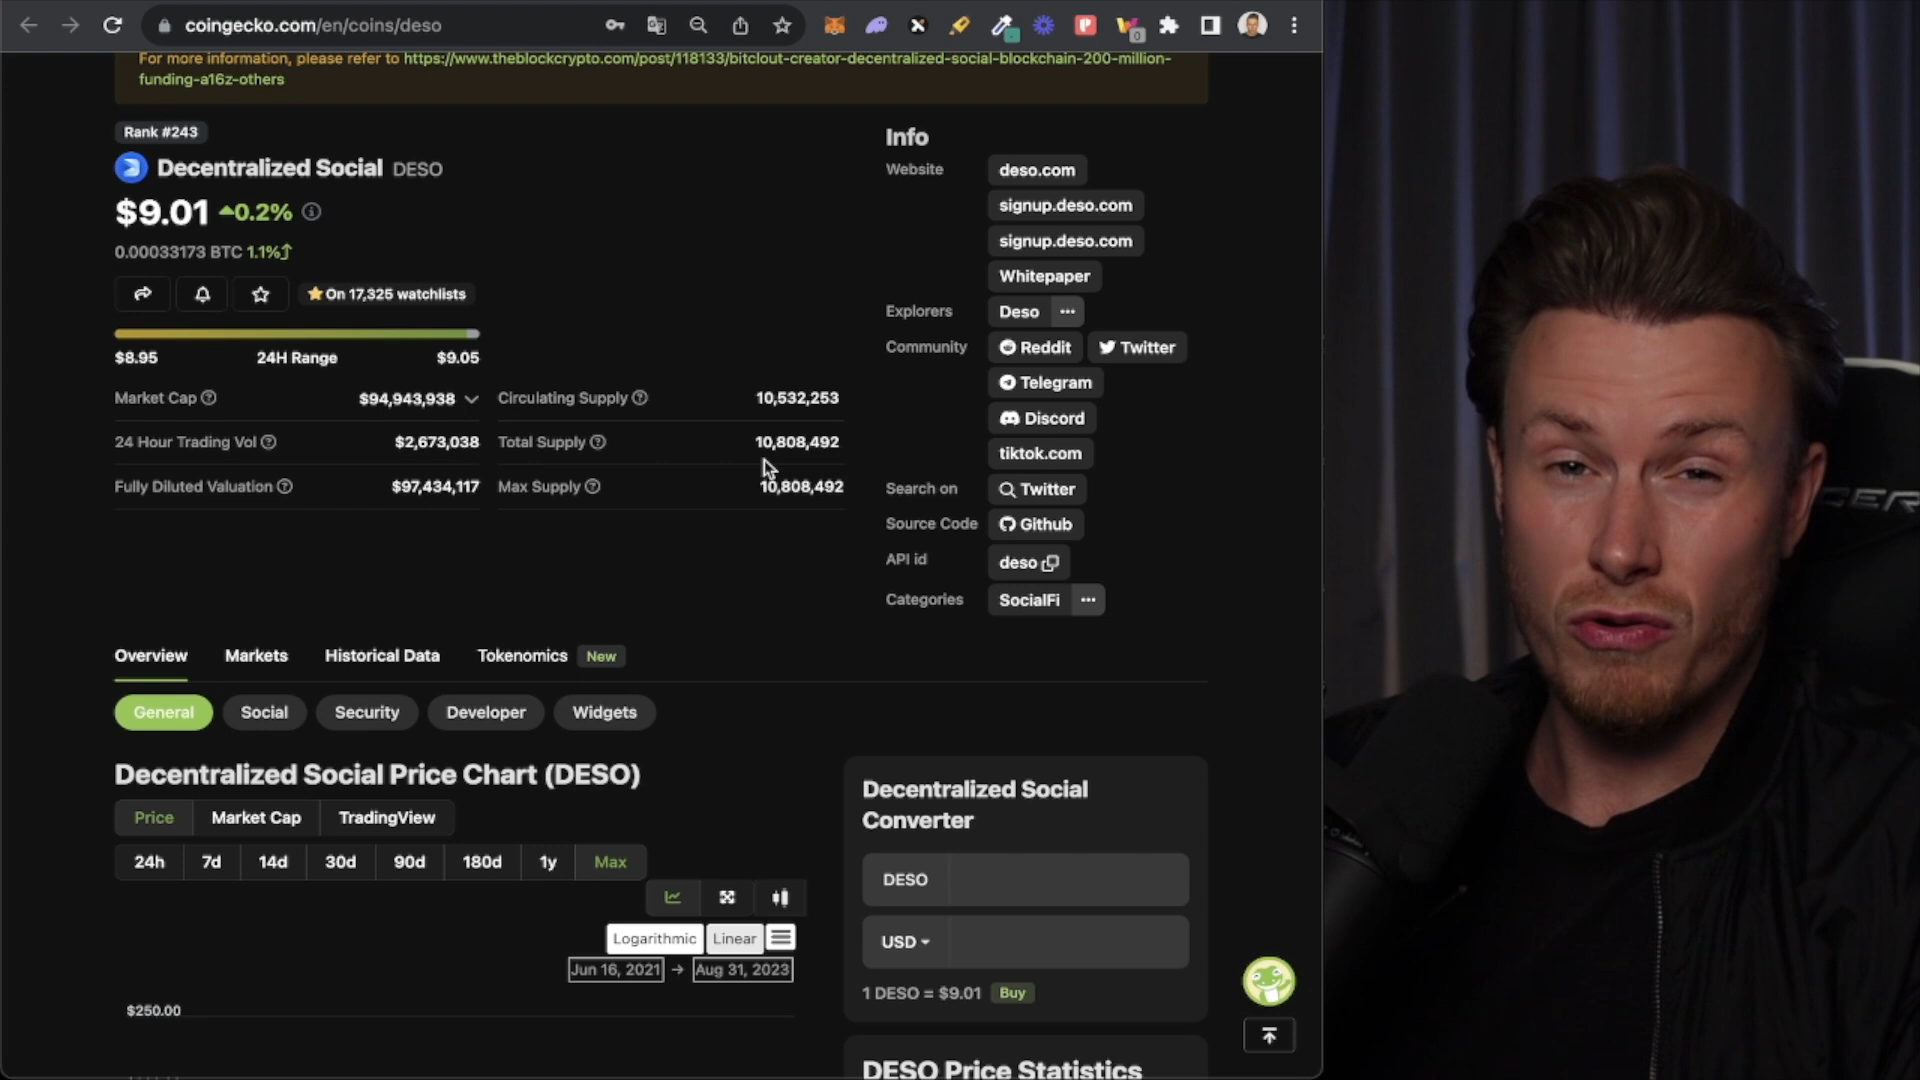 coingecko.com/en/coins/deso
0
For more information, please refer to https://www.theblockcrypto.com/post/118133/bitclout-creator-decentralized-social-blockchain-200-million-
funding-a16z-others
Rank #243
Decentralized Social DESO
$9.01 0.2%
0.00033173 BTC 1.1%
On 17,325 watchlists
$8.95 24H Range $9.05
Market Cap $94,943,938
Circulating Supply 10,532,253
24 Hour Trading Vol $2,673,038
Total Supply 10,808,492
Fully Diluted Valuation $97,434,117
Max Supply 10,808,492
Info
Website deso.com
signup.deso.com
signup.deso.com
Whitepaper
Explorers Deso
Community Reddit Twitter
Telegram
Discord
tiktok.com
Search on Twitter
Source Code Github
API id deso
Categories SocialFi
Overview Markets Historical Data Tokenomics New
General Social Security Developer Widgets
Decentralized Social Price Chart (DESO)
Price Market Cap TradingView
24h 7d 14d 30d 90d 180d 1y Max
Logarithmic Linear
Jun 16, 2021 → Aug 31, 2023
$250.00
Decentralized Social
Converter
DESO
USD
1 DESO = $9.01 Buy
DESO Price Statistics